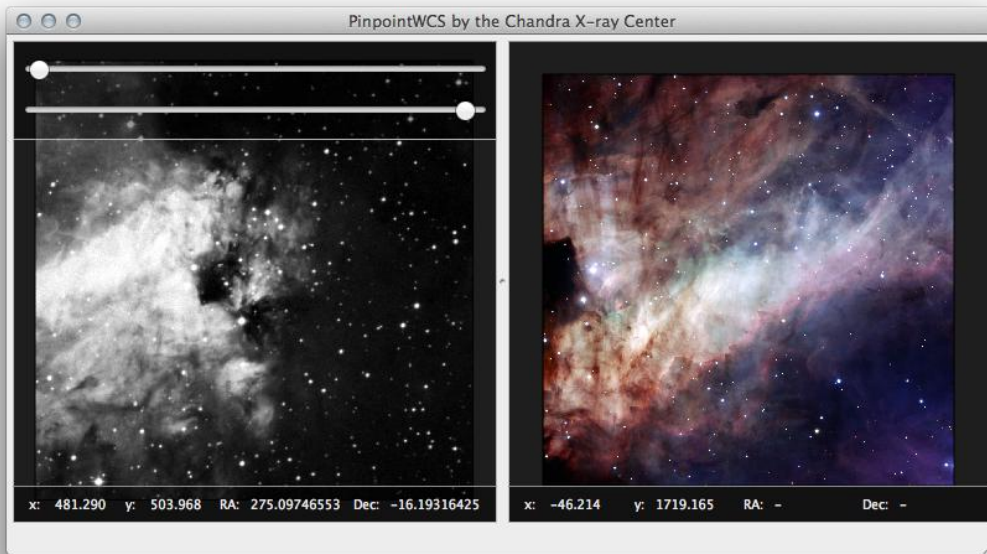 PinpointWCS by the Chandra X-ray Center
x: 481.290 y: 503.968 RA: 275.09746553 Dec: -16.19316425
x: -46.214 y: 1719.165 RA: - Dec: -